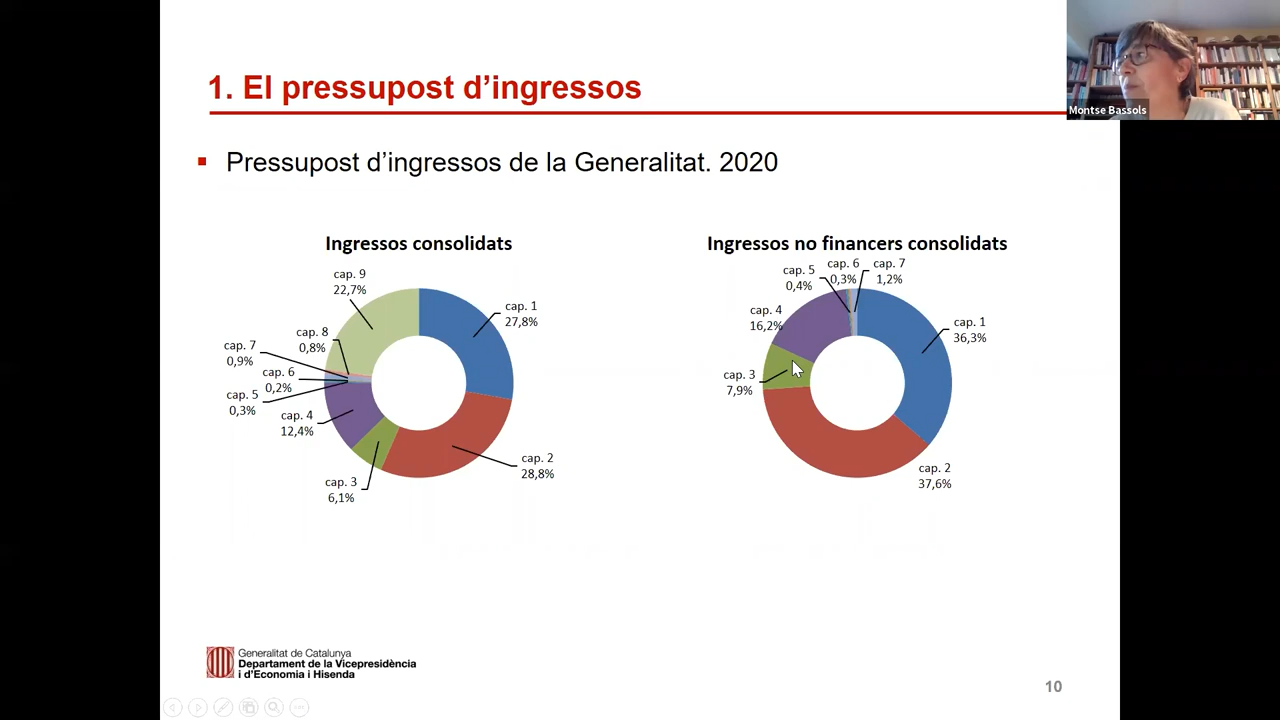 1. El pressupost d'ingressos
Montse Bassols
Pressupost d'ingressos de la Generalitat. 2020
Ingressos consolidats
cap. 9
22,7%
cap. 1
27,8%
cap. 8
0,8%
cap. 7
0,9%
cap. 6
0,2%
cap. 5
0,3%
cap. 4
12,4%
cap. 2
28,8%
cap. 3
6,1%
Ingressos no financers consolidats
cap. 5
0,4%
cap. 6
0,3%
cap. 7
1,2%
cap. 4
16,2%
cap. 1
36,3%
cap. 3
7,9%
cap. 2
37,6%
Generalitat de Catalunya
Departament de la Vicepresidència
i d'Economia i Hisenda
10